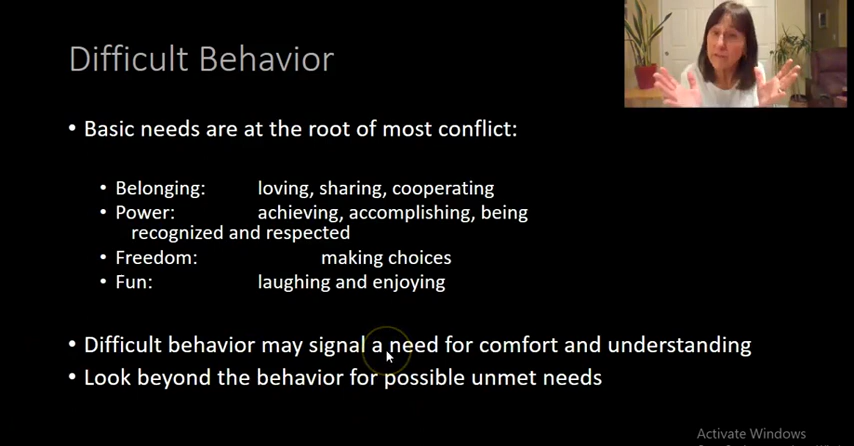 Difficult Behavior
• Basic needs are at the root of most conflict:
• Belonging: loving, sharing, cooperating
• Power: achieving, accomplishing, being
recognized and respected
• Freedom: making choices
• Fun: laughing and enjoying
• Difficult behavior may signal a need for comfort and understanding
• Look beyond the behavior for possible unmet needs
Activate Windows